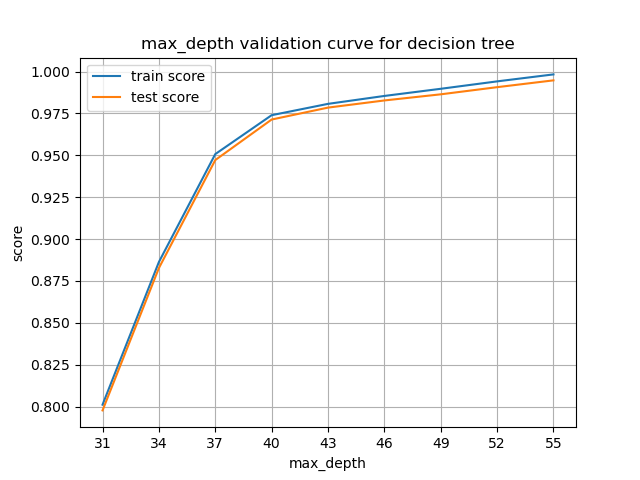 max_depth validation curve for decision tree
train score
test score
1.000
0.975
0.950
0.925
0.900
0.875
0.850
0.825
0.800
score
31 34 37 40 43 46 49 52 55
max_depth